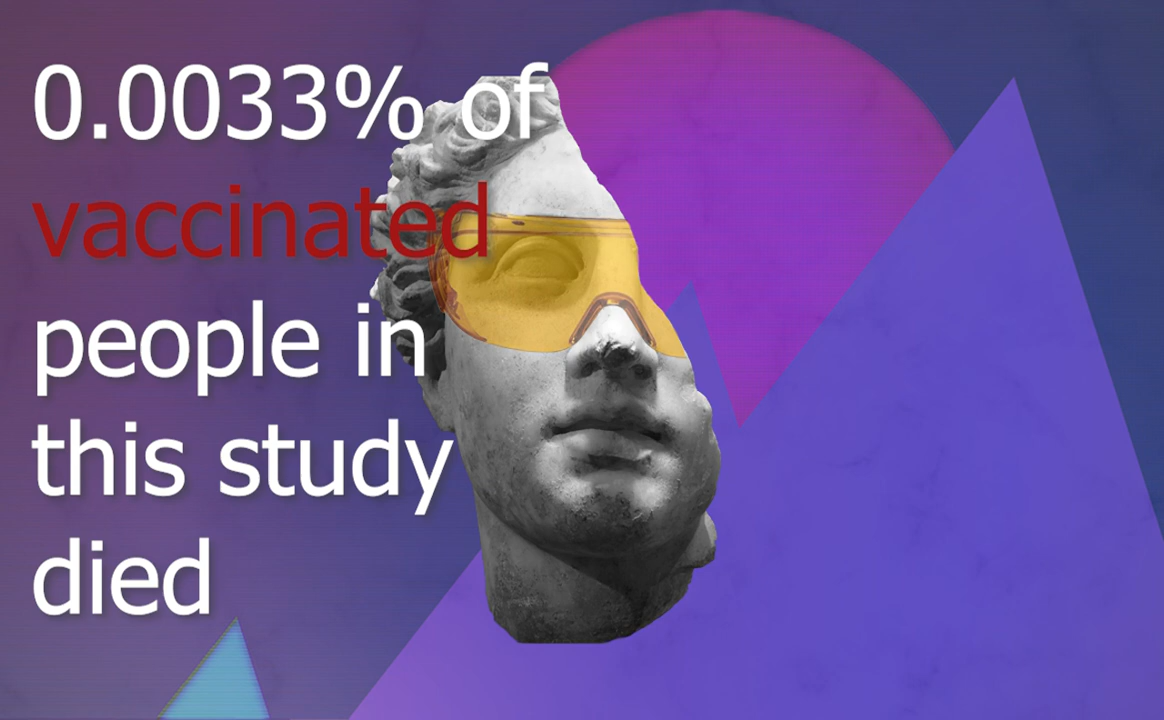 0.0033% of
vaccinated
people in
this study
died